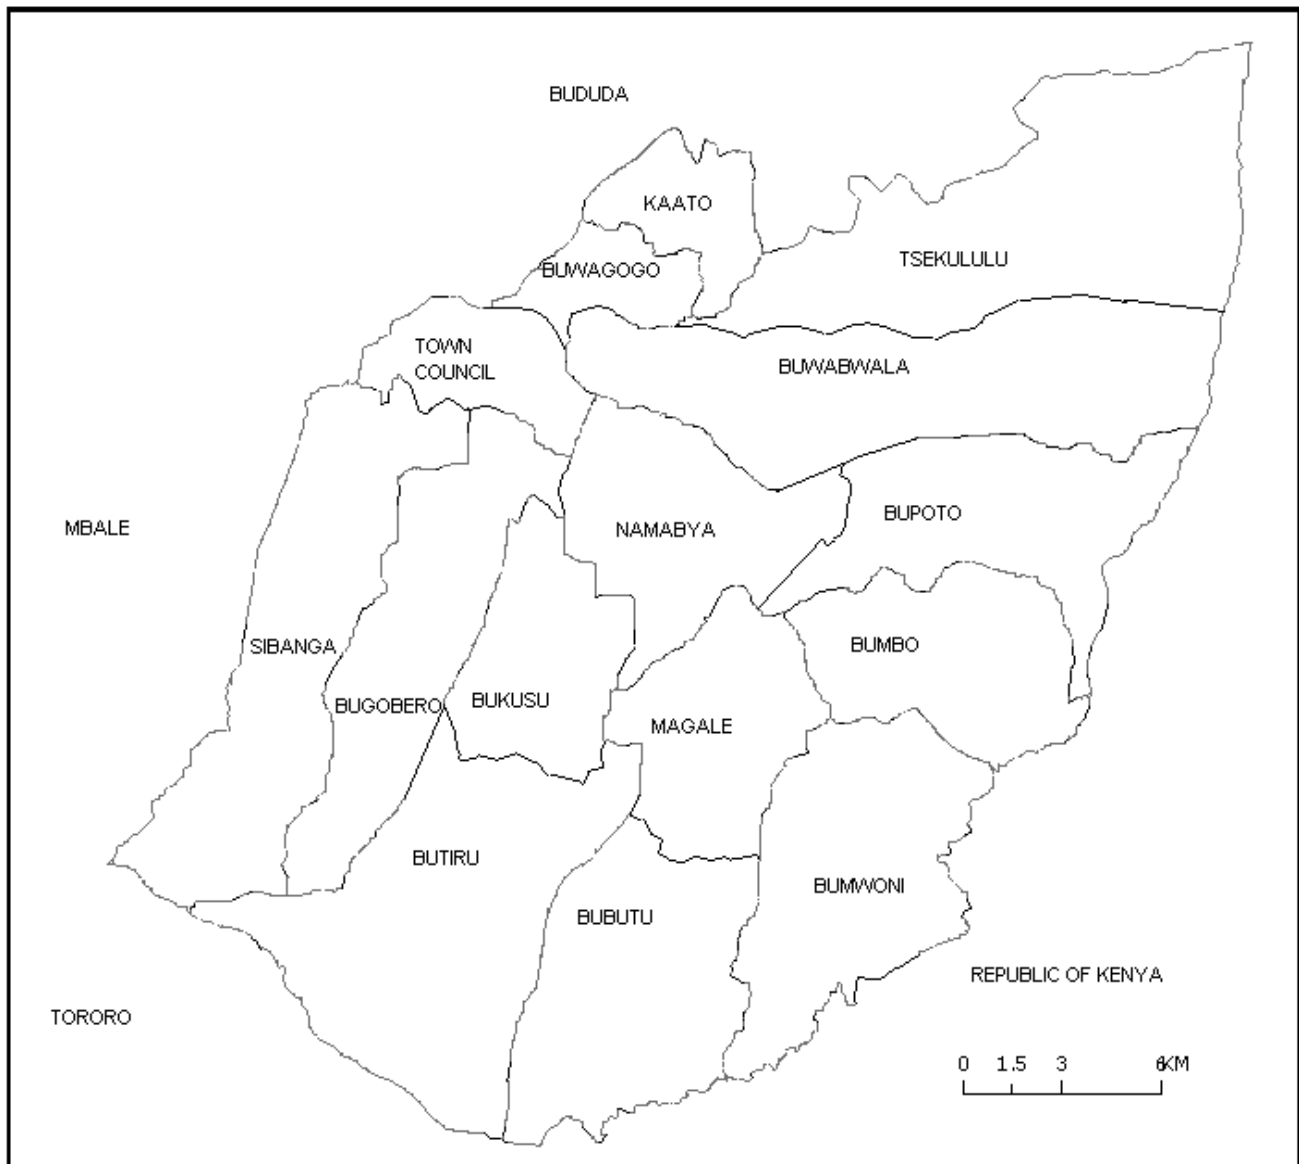 BUDUDA
KAATO
TSEKULULU
BUWAGOGO
TOWN
COUNCIL
BUWABWALA
MBALE
NAMABYA
BUPOTO
SIBANGA
BUMBO
BUGOBERO
BUKUSU
MAGALE
BUTIRU
BUMWONI
BUBUTU
REPUBLIC OF KENYA
TORORO
0 1.5 3 6KM